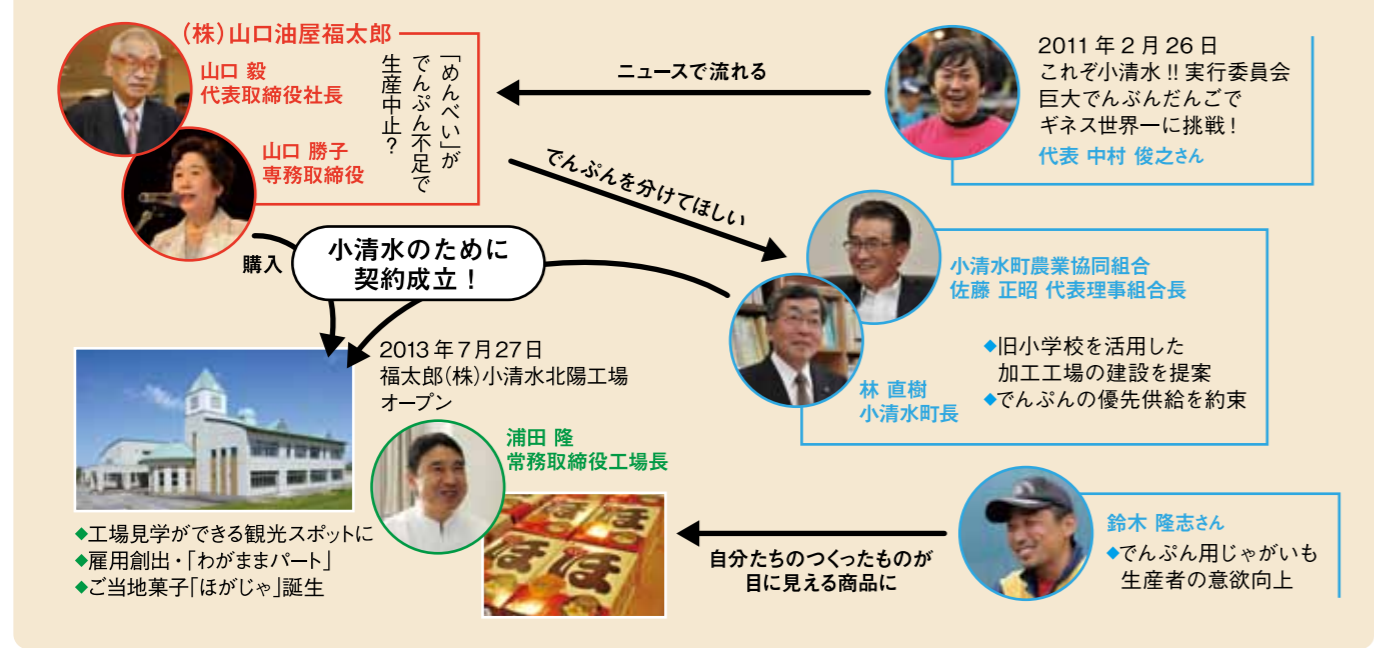 (株)山口油屋福太郎
山口 毅
代表取締役社長
山口 勝子
専務取締役
「めんべい」が
でんぷん不足で
生産中止?
ニュースで流れる
2011年2月26日
これぞ小清水!!実行委員会
巨大でんぷんだんごで
ギネス世界一に挑戦!
代表 中村 俊之さん
でんぷんを分けてほしい
小清水町農業協同組合
佐藤 正昭 代表理事組合長
林 直樹
小清水町長
◆旧小学校を活用した
加工工場の建設を提案
◆でんぷんの優先供給を約束
購入
小清水のために
契約成立!
2013年7月27日
福太郎(株)小清水北陽工場
オープン
浦田 隆
常務取締役工場長
◆工場見学ができる観光スポットに
◆雇用創出・「わがままパート」
◆ご当地菓子「ほがじゃ」誕生
ほ
ほ
ほ
ほ
自分たちのつくったものが
目に見える商品に
鈴木 隆志さん
◆でんぷん用じゃがいも
生産者の意欲向上